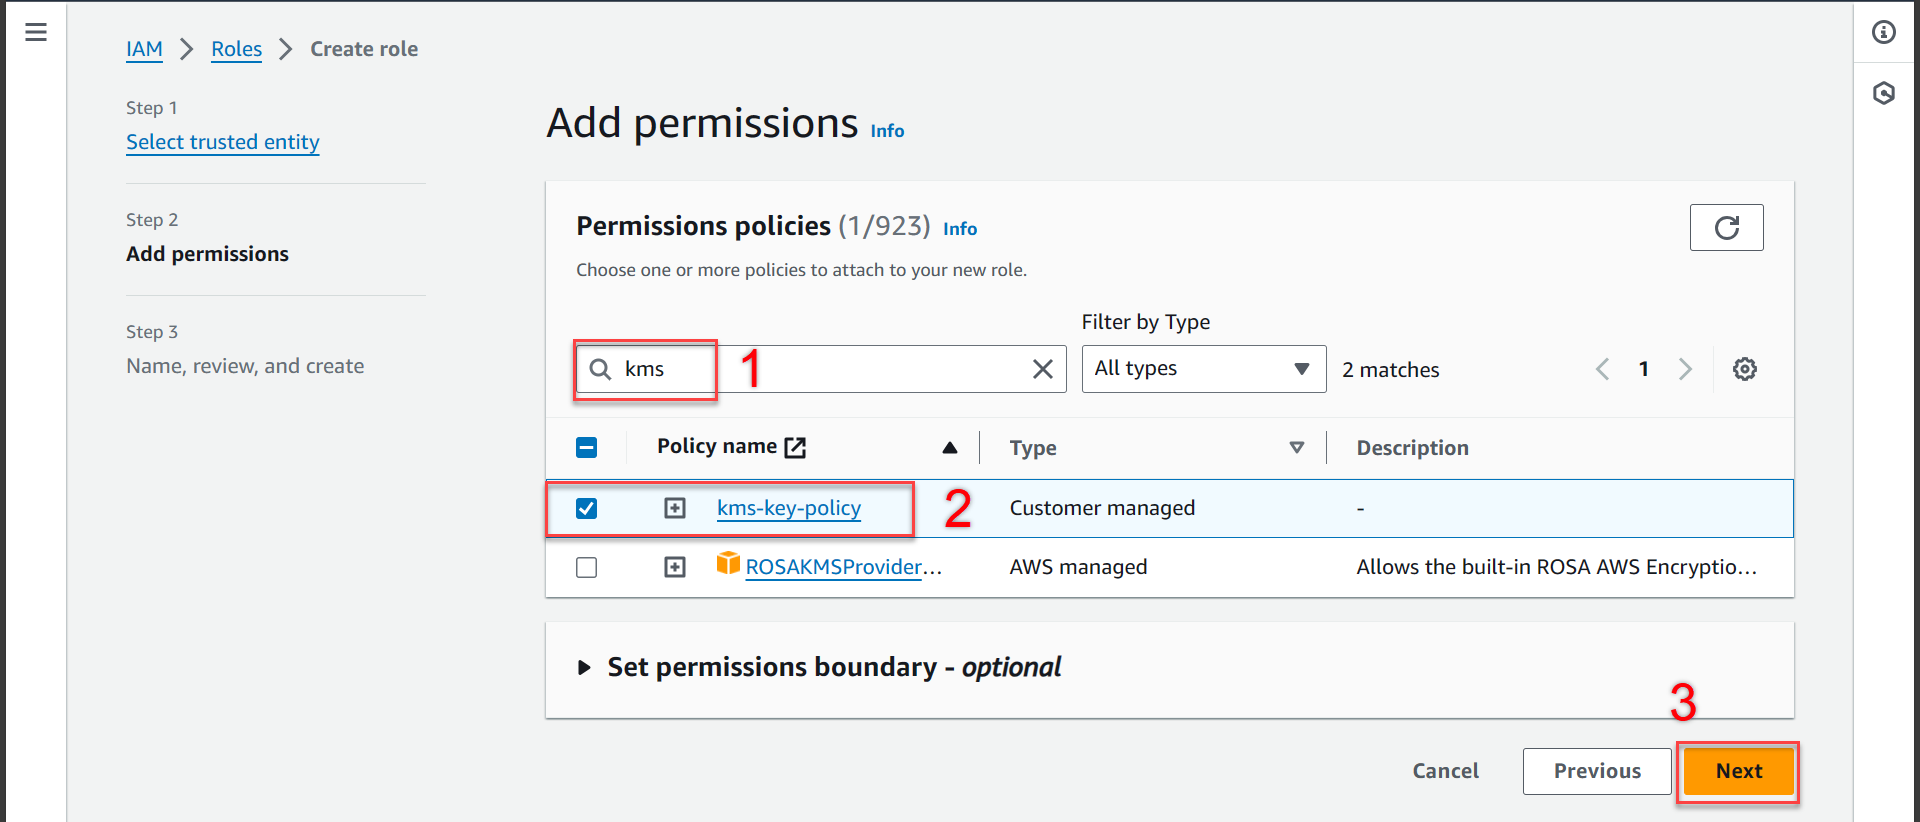 IAM > Roles > Create role
Step 1
Select trusted entity
Step 2
Add permissions
Step 3
Name, review, and create
Add permissions Info
Permissions policies (1/923) Info
Choose one or more policies to attach to your new role.
Filter by Type
kms 1 All types 2 matches 1
Policy name Type Description
kms-key-policy 2 Customer managed -
ROSAKMSProvider... AWS managed Allows the built-in ROSA AWS Encryptio...
Set permissions boundary - optional
3
Cancel Previous Next